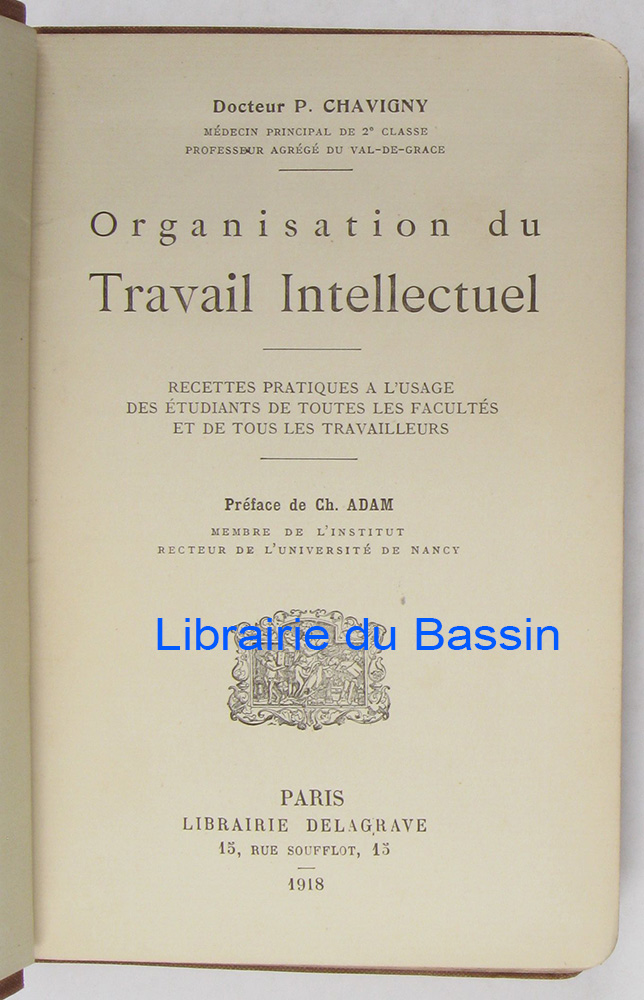 Docteur P. CHAVIGNY
MÉDECIN PRINCIPAL DE 2e CLASSE
PROFESSEUR AGRÉGÉ DU VAL-DE-GRACE
Organisation du
Travail Intellectuel
RECETTES PRATIQUES A L'USAGE
DES ÉTUDIANTS DE TOUTES LES FACULTÉS
ET DE TOUS LES TRAVAILLEURS
Préface de Ch. ADAM
MEMBRE DE L'INSTITUT
RECTEUR DE L'UNIVERSITÉ DE NANCY
Librairie du Bassin
PARIS
LIBRAIRIE DELAGRAVE
15, RUE SOUFFLOT, 15
1918